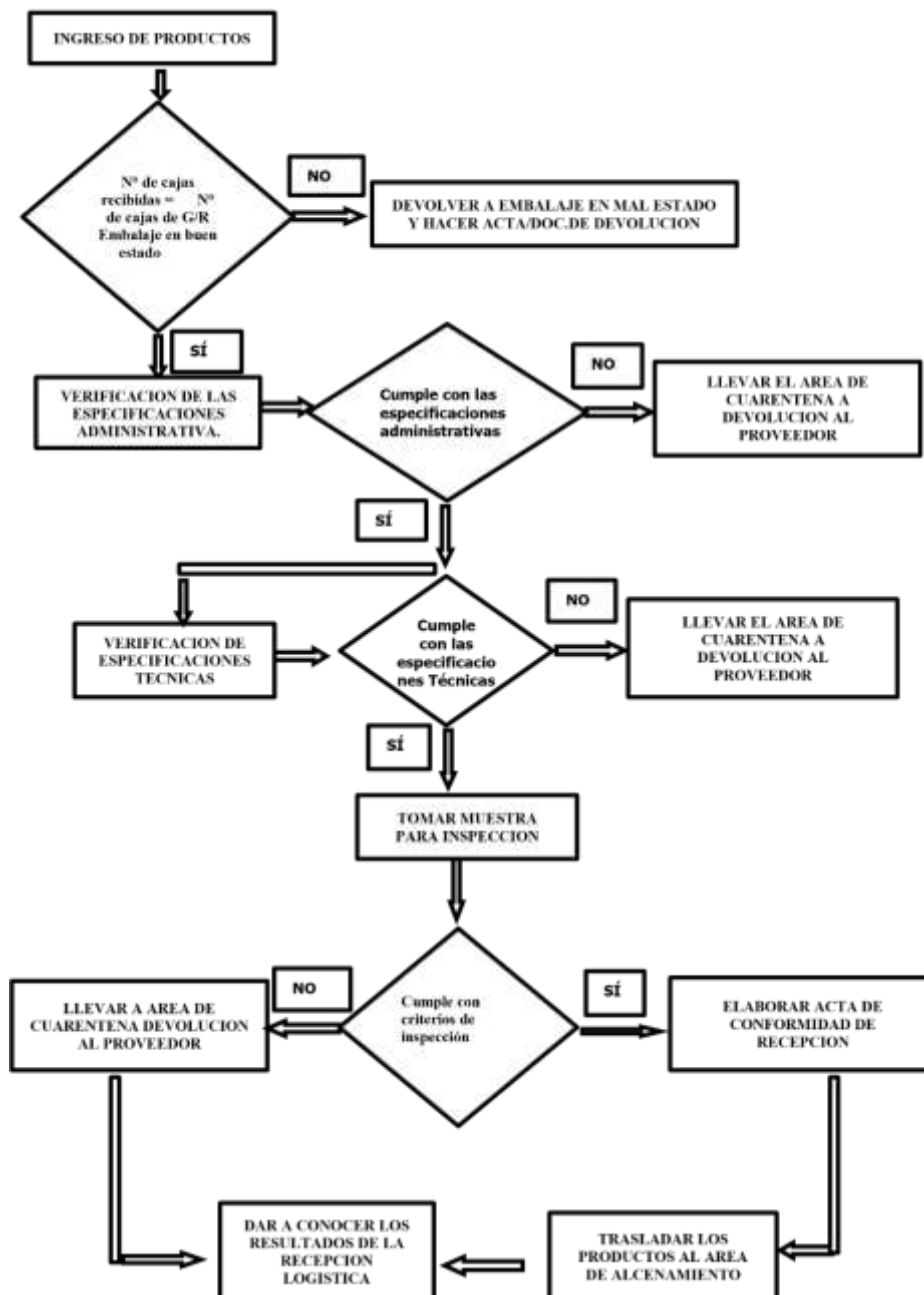 INGRESO DE PRODUCTOS
N° de cajas
recibidas = N°
de cajas de G/R
Embalaje en buen
estado
NO
DEVOLVER A EMBALAJE EN MAL ESTADO
Y HACER ACTA/DOC.DE DEVOLUCION
SÍ
VERIFICACION DE LAS
ESPECIFICACIONES
ADMINISTRATIVA.
Cumple con las
especificaciones
administrativas
NO
LLEVAR EL AREA DE
CUARENTENA A
DEVOLUCION AL
PROVEEDOR
SÍ
VERIFICACION DE
ESPECIFICACIONES
TECNICAS
Cumple
con las
especificacio
nes Técnicas
NO
LLEVAR EL AREA DE
CUARENTENA A
DEVOLUCION AL
PROVEEDOR
SÍ
TOMAR MUESTRA
PARA INSPECCION
Cumple con
criterios de
inspección
NO
LLEVAR A AREA DE
CUARENTENA DEVOLUCION
AL PROVEEDOR
SÍ
ELABORAR ACTA DE
CONFORMIDAD DE
RECEPCION
DAR A CONOCER LOS
RESULTADOS DE LA
RECEPCION
LOGISTICA
TRASLADAR LOS
PRODUCTOS AL AREA
DE ALCENAMIENTO